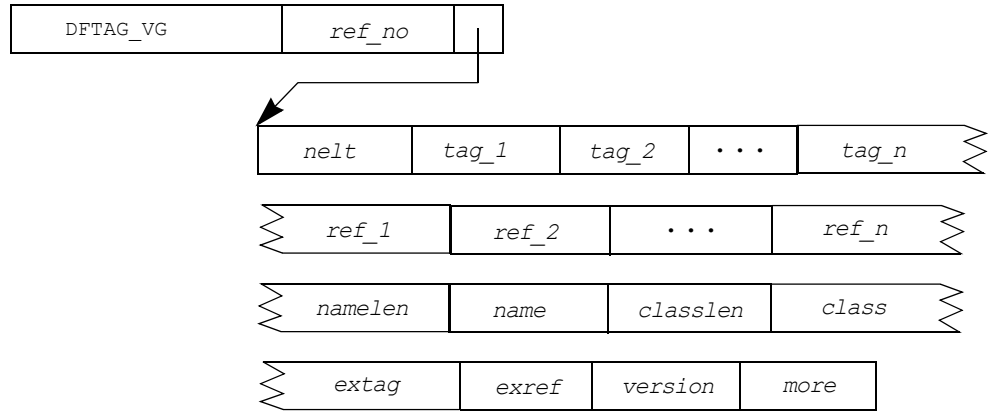 DFTAG_VG ref_no
nelt tag_1 tag_2 ... tag_n
ref_1 ref_2 ... ref_n
namelen name classlen class
extag exref version more